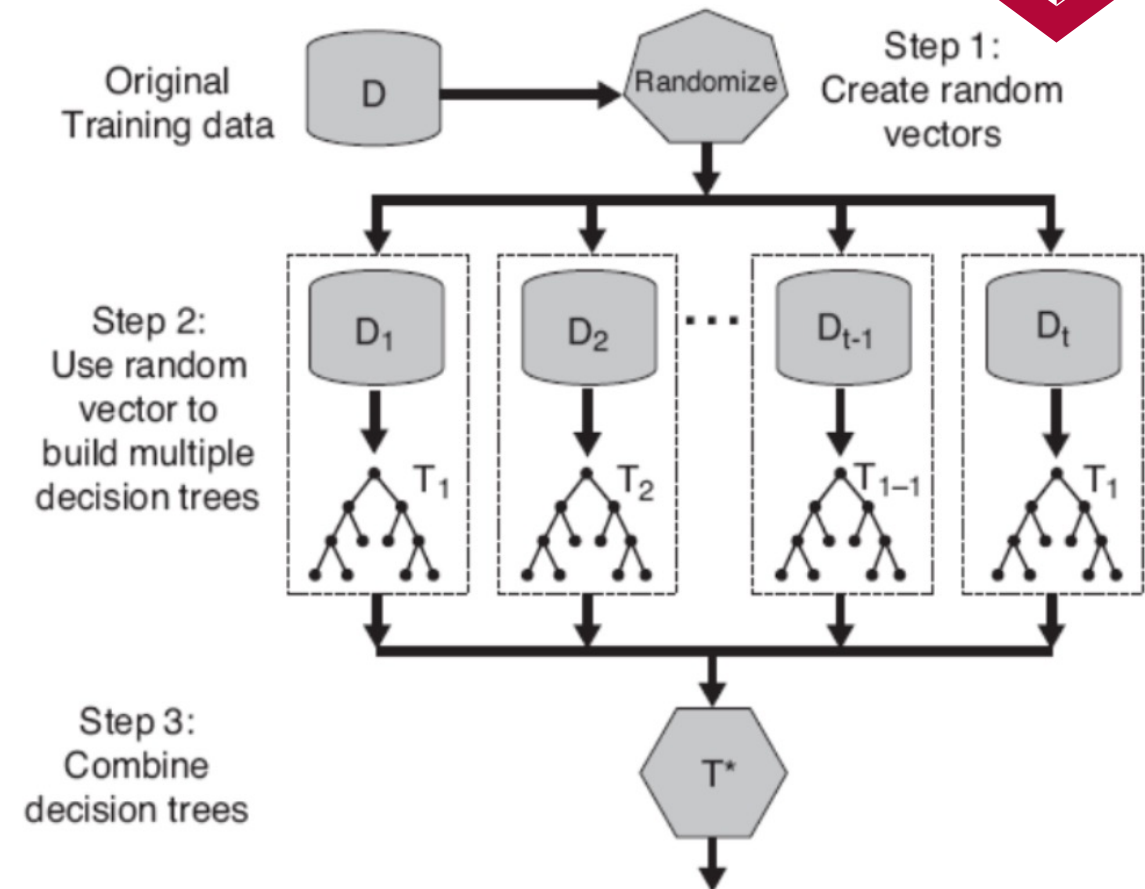 Original
Training data
D
Randomize
Step 1:
Create random
vectors
Step 2:
Use random
vector to
build multiple
decision trees
D₁
D₂
...
Dₜ₋₁
Dₜ
T₁
T₂
T₁₋₁
T₁
Step 3:
Combine
decision trees
T*